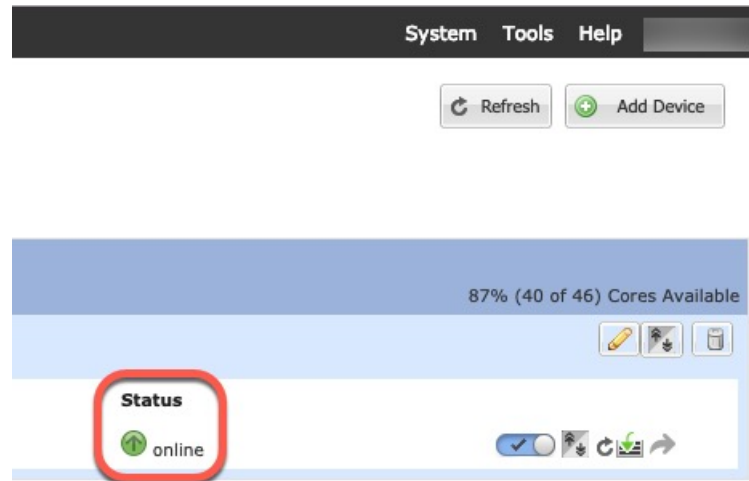 System Tools Help
Refresh Add Device
87% (40 of 46) Cores Available
Status
online